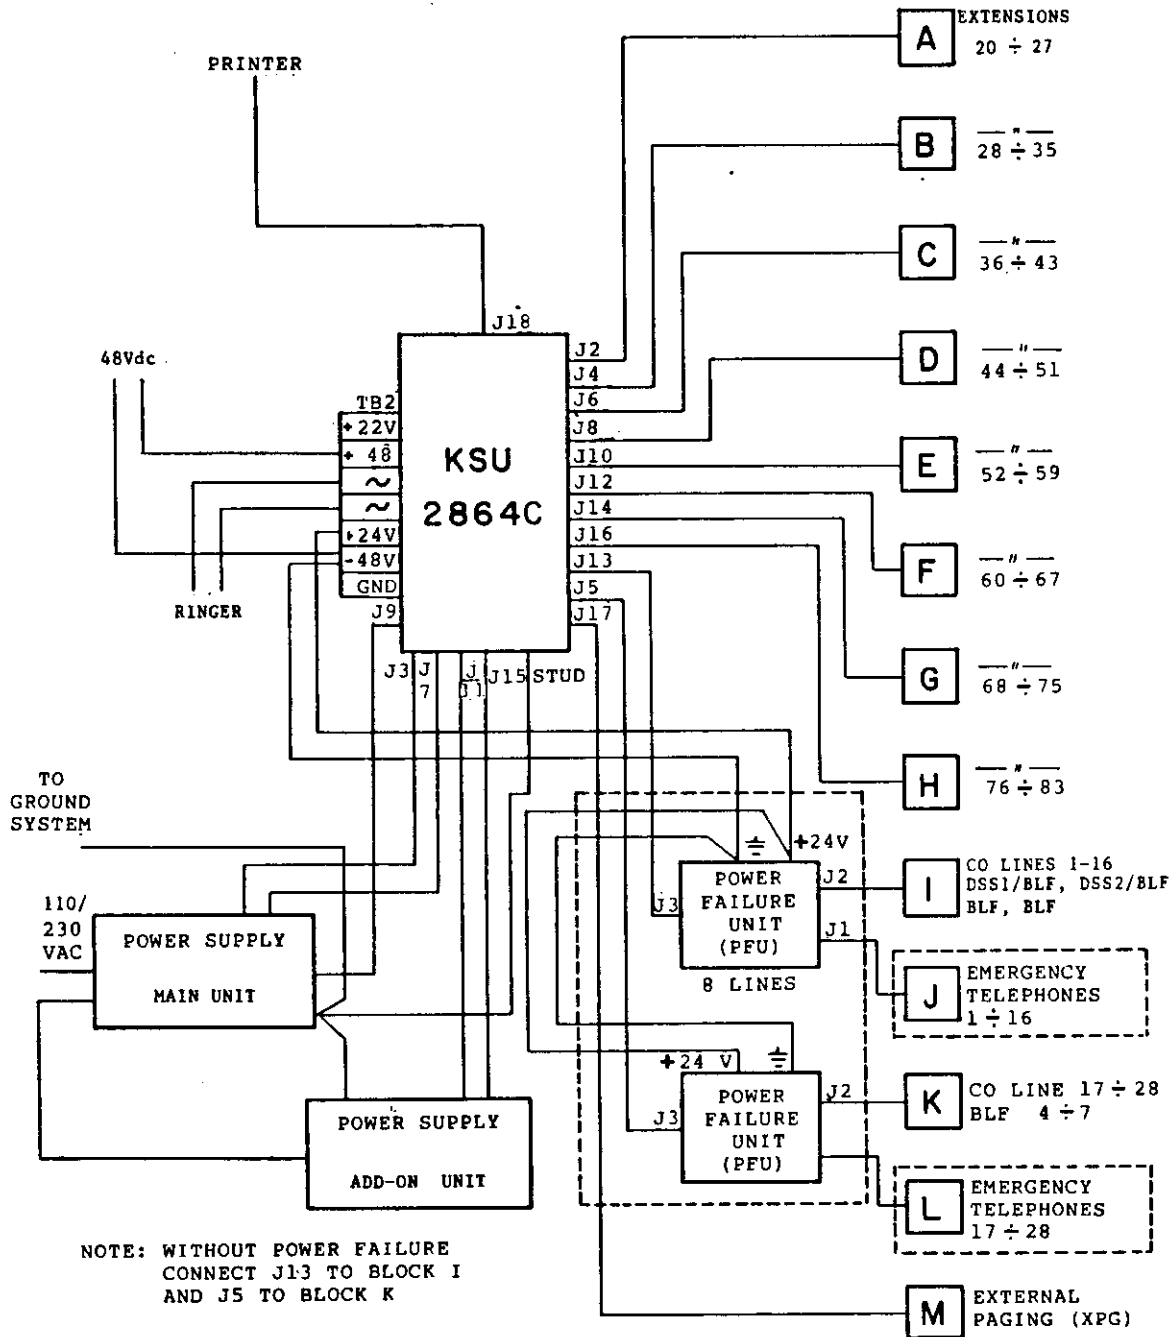 PRINTER
A
EXTENSIONS
20 ÷ 27
B
— " —
28 ÷ 35
C
— " —
36 ÷ 43
D
— " —
44 ÷ 51
E
— " —
52 ÷ 59
F
— " —
60 ÷ 67
G
— " —
68 ÷ 75
H
— " —
76 ÷ 83
48Vdc
RINGER
J18
TB2
+22V
+ 48
~
~
+24V
-48V
GND
J9
KSU
2864C
J2
J4
J6
J8
J10
J12
J14
J16
J13
J5
J17
J3
J
7
J
11
J15
STUD
TO
GROUND
SYSTEM
110/
230
VAC
POWER SUPPLY
MAIN UNIT
POWER SUPPLY
ADD-ON UNIT
+24V
J3
POWER
FAILURE
UNIT
(PFU)
8 LINES
J2
J1
I
CO LINES 1-16
DSS1/BLF, DSS2/BLF
BLF, BLF
J
EMERGENCY
TELEPHONES
1 ÷ 16
+24 V
J3
POWER
FAILURE
UNIT
(PFU)
J2
K
CO LINE 17 ÷ 28
BLF 4 ÷ 7
L
EMERGENCY
TELEPHONES
17 ÷ 28
M
EXTERNAL
PAGING (XPG)
NOTE: WITHOUT POWER FAILURE
CONNECT J13 TO BLOCK I
AND J5 TO BLOCK K